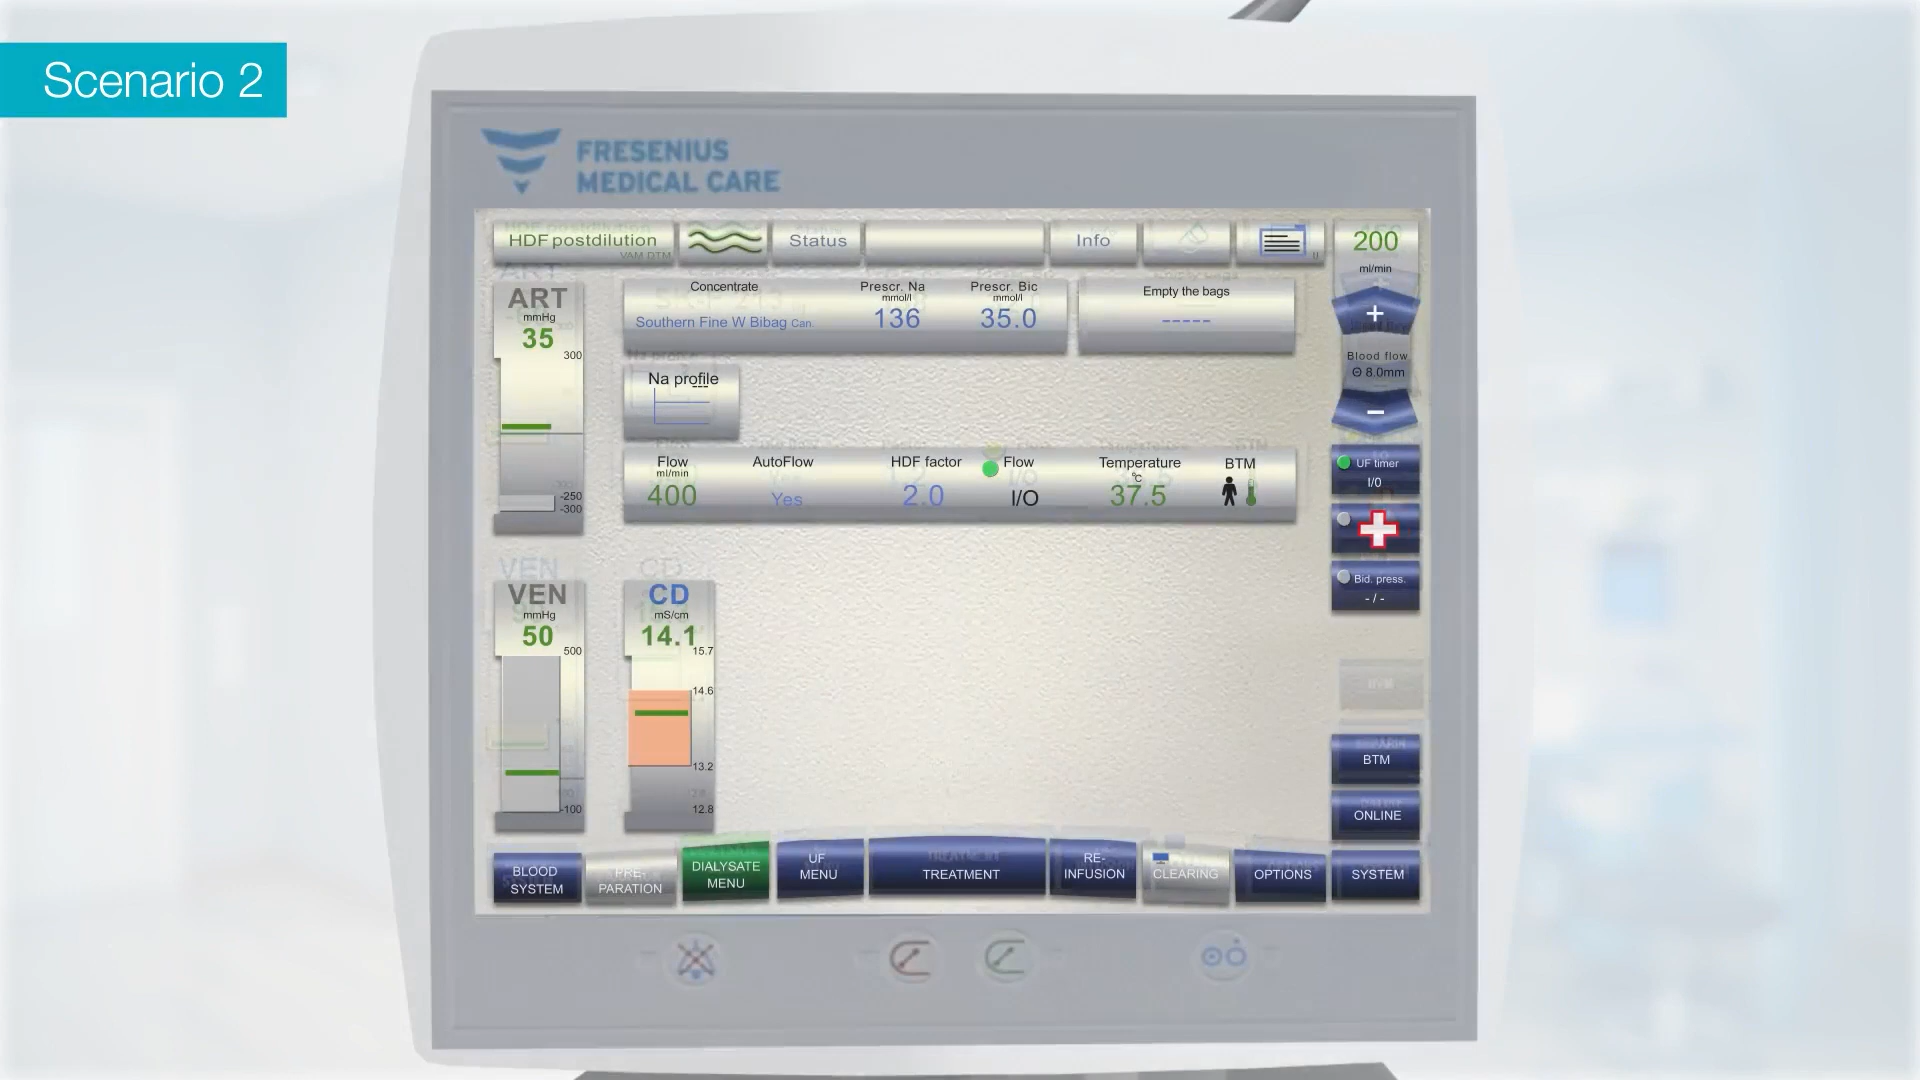 Scenario 2
FRESENIUS
MEDICAL CARE
HDF postdilution
VAM DTM
Status
Info
200
ml/min
ART
mmHg
35
300
-250
-300
Concentrate
Southern Fine W Bibag Can.
Prescr. Na
mmol/l
136
Prescr. Bic
mmol/l
35.0
Empty the bags
-----
+
Blood flow
8.0mm
−
Na profile
Flow
ml/min
400
AutoFlow
Yes
HDF factor
2.0
Flow
I/O
Temperature
°C
37.5
BTM
UF timer
I/0
Bid. press.
- / -
VEN
mmHg
50
500
-100
CD
mS/cm
14.1
15.7
14.6
13.2
12.8
BTM
ONLINE
BLOOD
SYSTEM
PRE-
PARATION
DIALYSATE
MENU
UF
MENU
TREATMENT
RE-
INFUSION
CLEARING
OPTIONS
SYSTEM